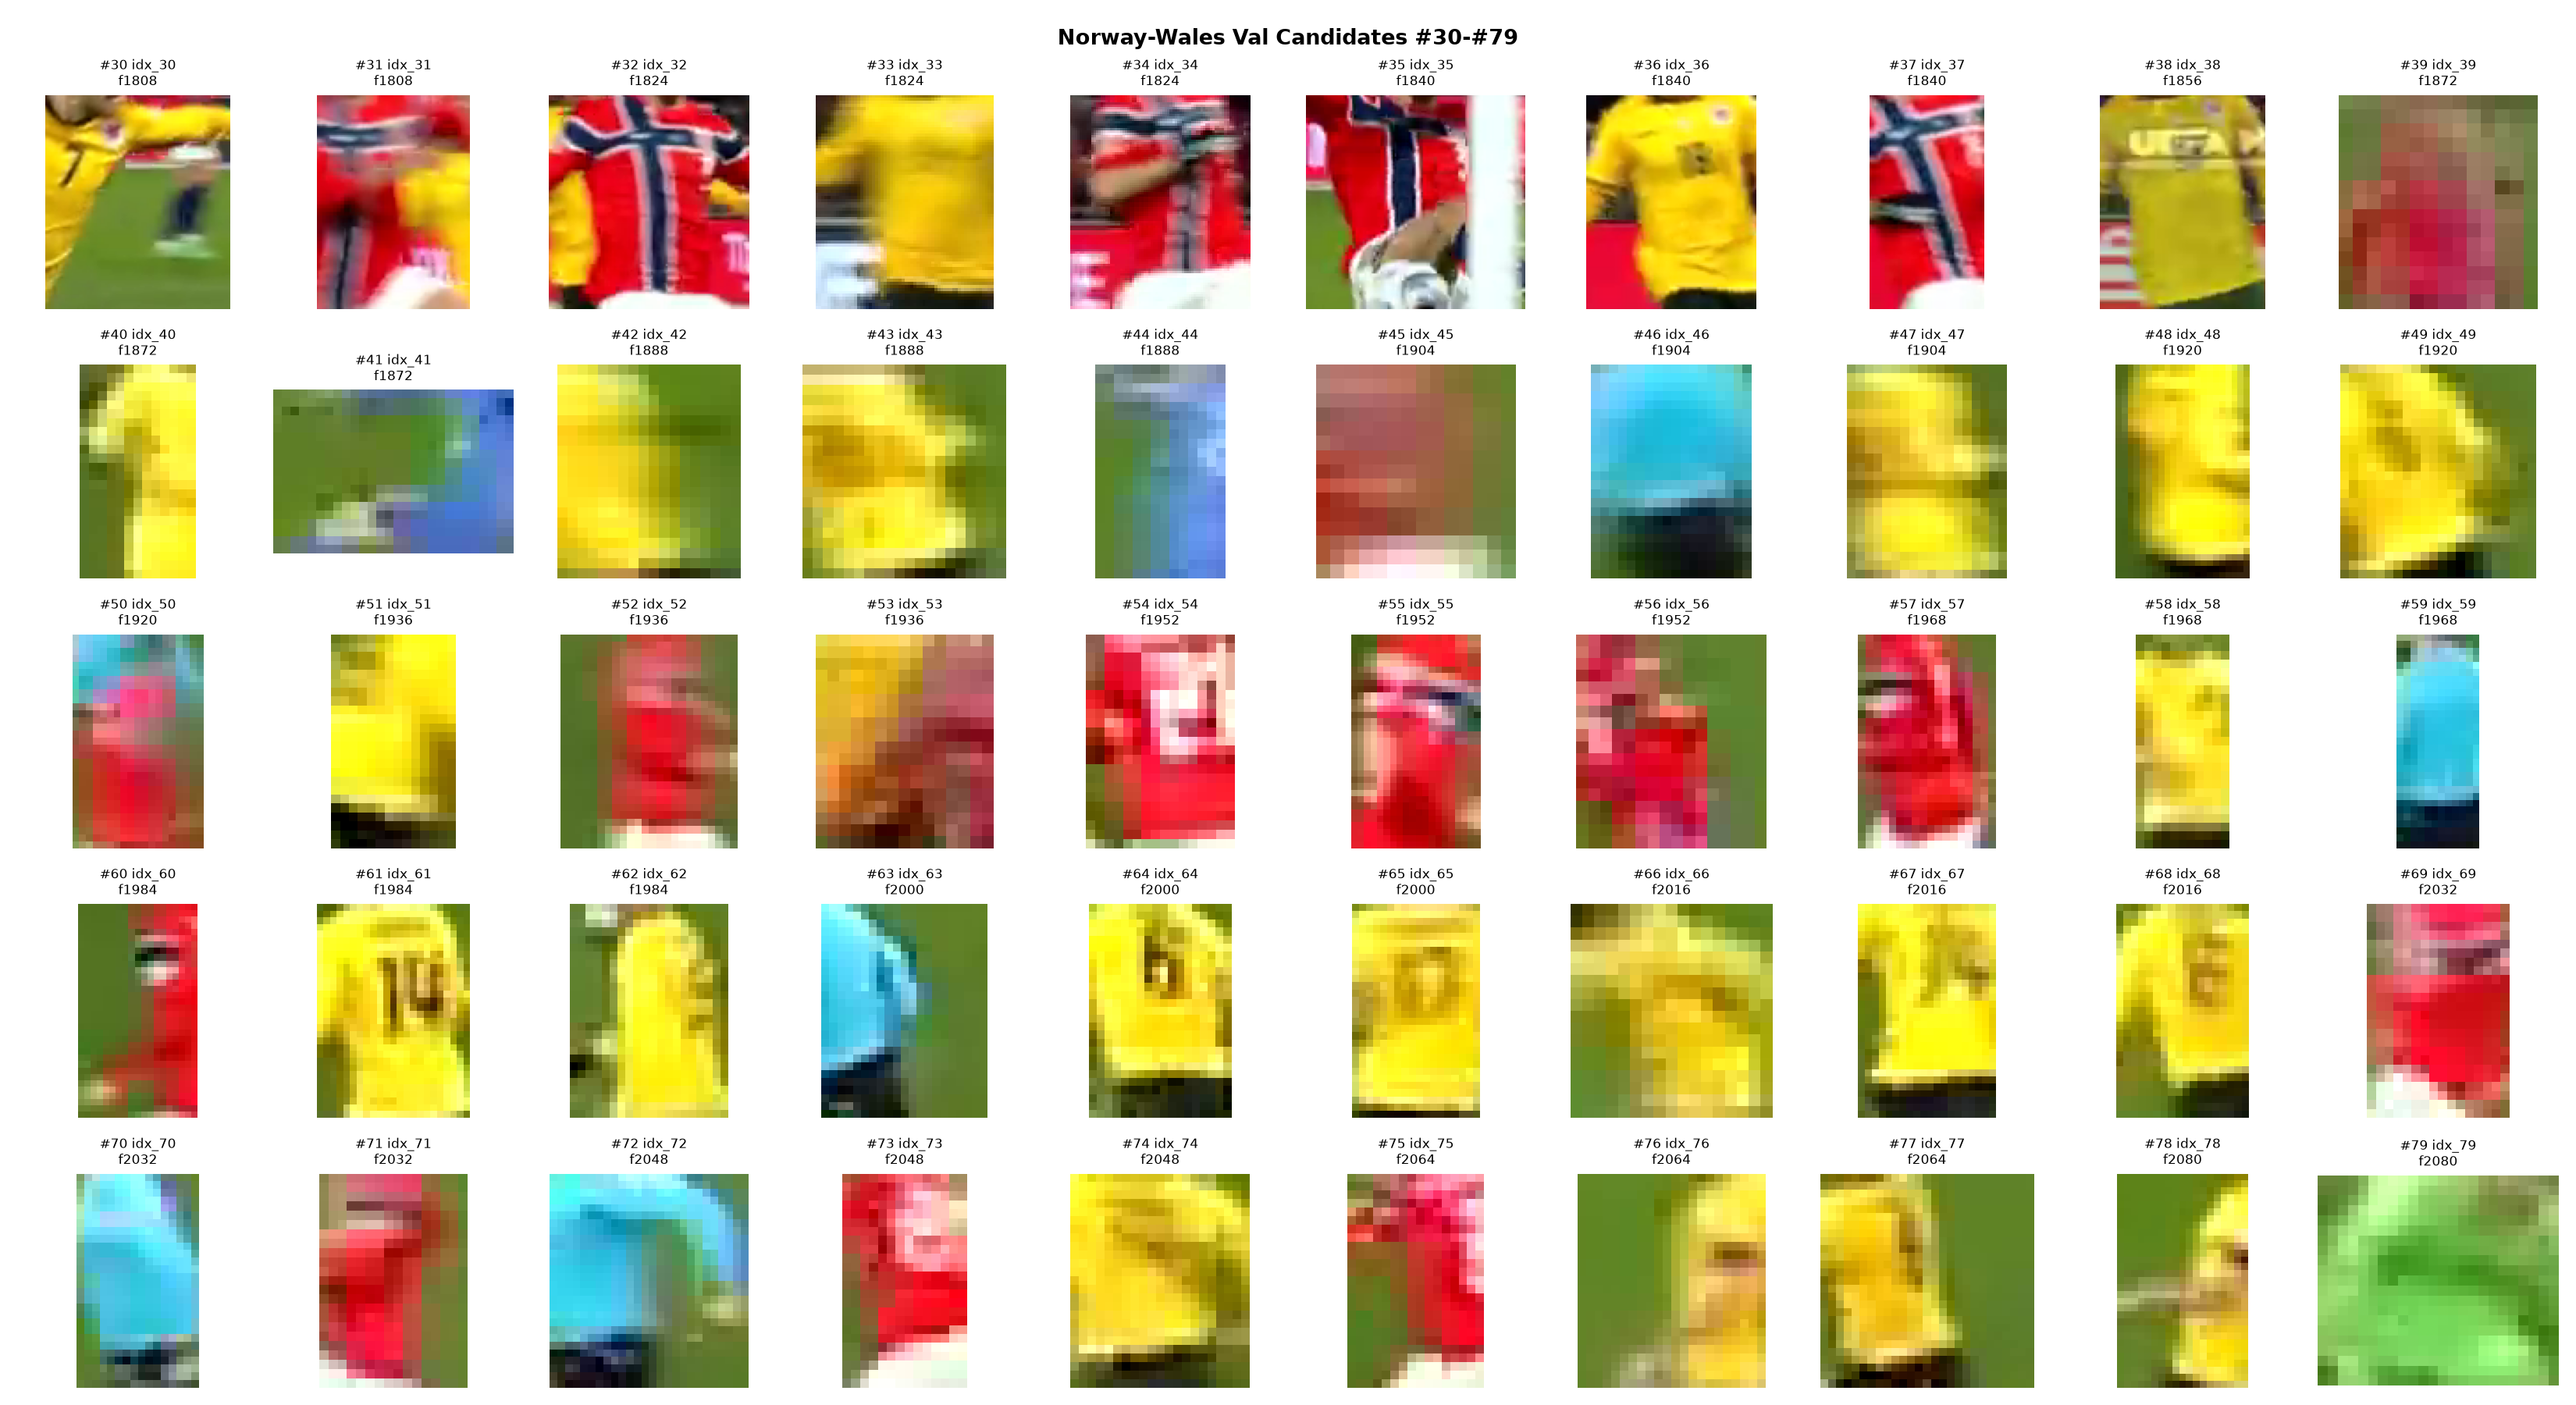 Norway-Wales Val Candidates #30-#79
#30 idx_30
f1808
#31 idx_31
f1808
#32 idx_32
f1824
#33 idx_33
f1824
#34 idx_34
f1824
#35 idx_35
f1840
#36 idx_36
f1840
#37 idx_37
f1840
#38 idx_38
f1856
#39 idx_39
f1872
UEFA
#40 idx_40
f1872
#41 idx_41
f1872
#42 idx_42
f1888
#43 idx_43
f1888
#44 idx_44
f1888
#45 idx_45
f1904
#46 idx_46
f1904
#47 idx_47
f1904
#48 idx_48
f1920
#49 idx_49
f1920
#50 idx_50
f1920
#51 idx_51
f1936
#52 idx_52
f1936
#53 idx_53
f1936
#54 idx_54
f1952
#55 idx_55
f1952
#56 idx_56
f1952
#57 idx_57
f1968
#58 idx_58
f1968
#59 idx_59
f1968
#60 idx_60
f1984
#61 idx_61
f1984
#62 idx_62
f1984
#63 idx_63
f2000
#64 idx_64
f2000
#65 idx_65
f2000
#66 idx_66
f2016
#67 idx_67
f2016
#68 idx_68
f2016
#69 idx_69
f2032
14
6
#70 idx_70
f2032
#71 idx_71
f2032
#72 idx_72
f2048
#73 idx_73
f2048
#74 idx_74
f2048
#75 idx_75
f2064
#76 idx_76
f2064
#77 idx_77
f2064
#78 idx_78
f2080
#79 idx_79
f2080